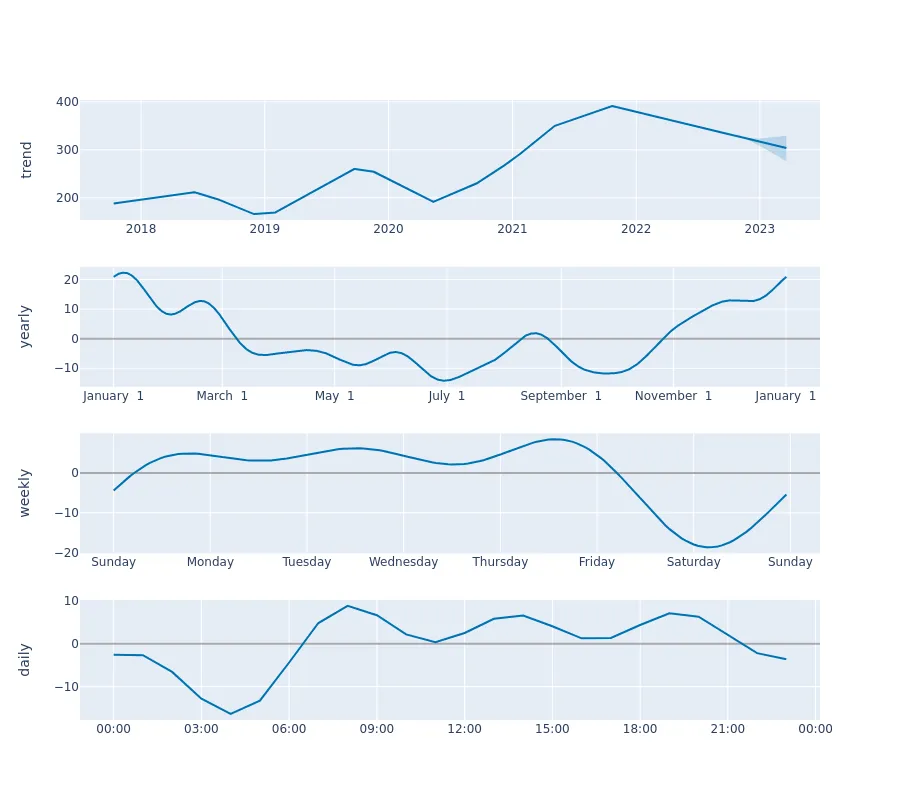 trend
400
300
200
2018 2019 2020 2021 2022 2023
yearly
20
10
0
−10
January 1 March 1 May 1 July 1 September 1 November 1 January 1
weekly
0
−10
−20
Sunday Monday Tuesday Wednesday Thursday Friday Saturday Sunday
daily
10
0
−10
00:00 03:00 06:00 09:00 12:00 15:00 18:00 21:00 00:00